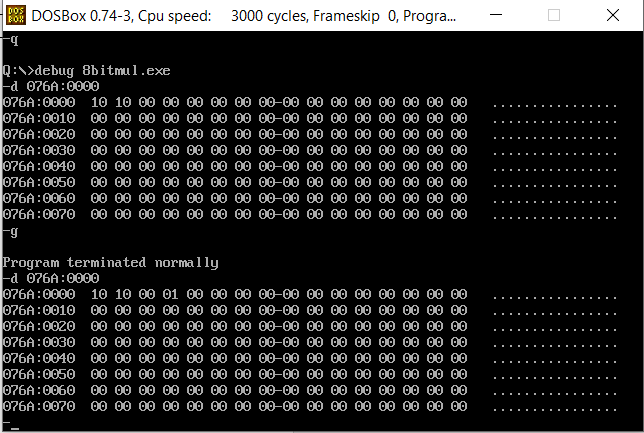 DOS
BOX
DOSBox 0.74-3, Cpu speed: 3000 cycles, Frameskip 0, Progra...
-q
Q:\>debug 8bitmul.exe
-d 076A:0000
076A:0000 10 10 00 00 00 00 00 00-00 00 00 00 00 00 00 00 ................
076A:0010 00 00 00 00 00 00 00 00-00 00 00 00 00 00 00 00 ................
076A:0020 00 00 00 00 00 00 00 00-00 00 00 00 00 00 00 00 ................
076A:0030 00 00 00 00 00 00 00 00-00 00 00 00 00 00 00 00 ................
076A:0040 00 00 00 00 00 00 00 00-00 00 00 00 00 00 00 00 ................
076A:0050 00 00 00 00 00 00 00 00-00 00 00 00 00 00 00 00 ................
076A:0060 00 00 00 00 00 00 00 00-00 00 00 00 00 00 00 00 ................
076A:0070 00 00 00 00 00 00 00 00-00 00 00 00 00 00 00 00 ................
-g
Program terminated normally
-d 076A:0000
076A:0000 10 10 00 01 00 00 00 00-00 00 00 00 00 00 00 00 ................
076A:0010 00 00 00 00 00 00 00 00-00 00 00 00 00 00 00 00 ................
076A:0020 00 00 00 00 00 00 00 00-00 00 00 00 00 00 00 00 ................
076A:0030 00 00 00 00 00 00 00 00-00 00 00 00 00 00 00 00 ................
076A:0040 00 00 00 00 00 00 00 00-00 00 00 00 00 00 00 00 ................
076A:0050 00 00 00 00 00 00 00 00-00 00 00 00 00 00 00 00 ................
076A:0060 00 00 00 00 00 00 00 00-00 00 00 00 00 00 00 00 ................
076A:0070 00 00 00 00 00 00 00 00-00 00 00 00 00 00 00 00 ................
-_